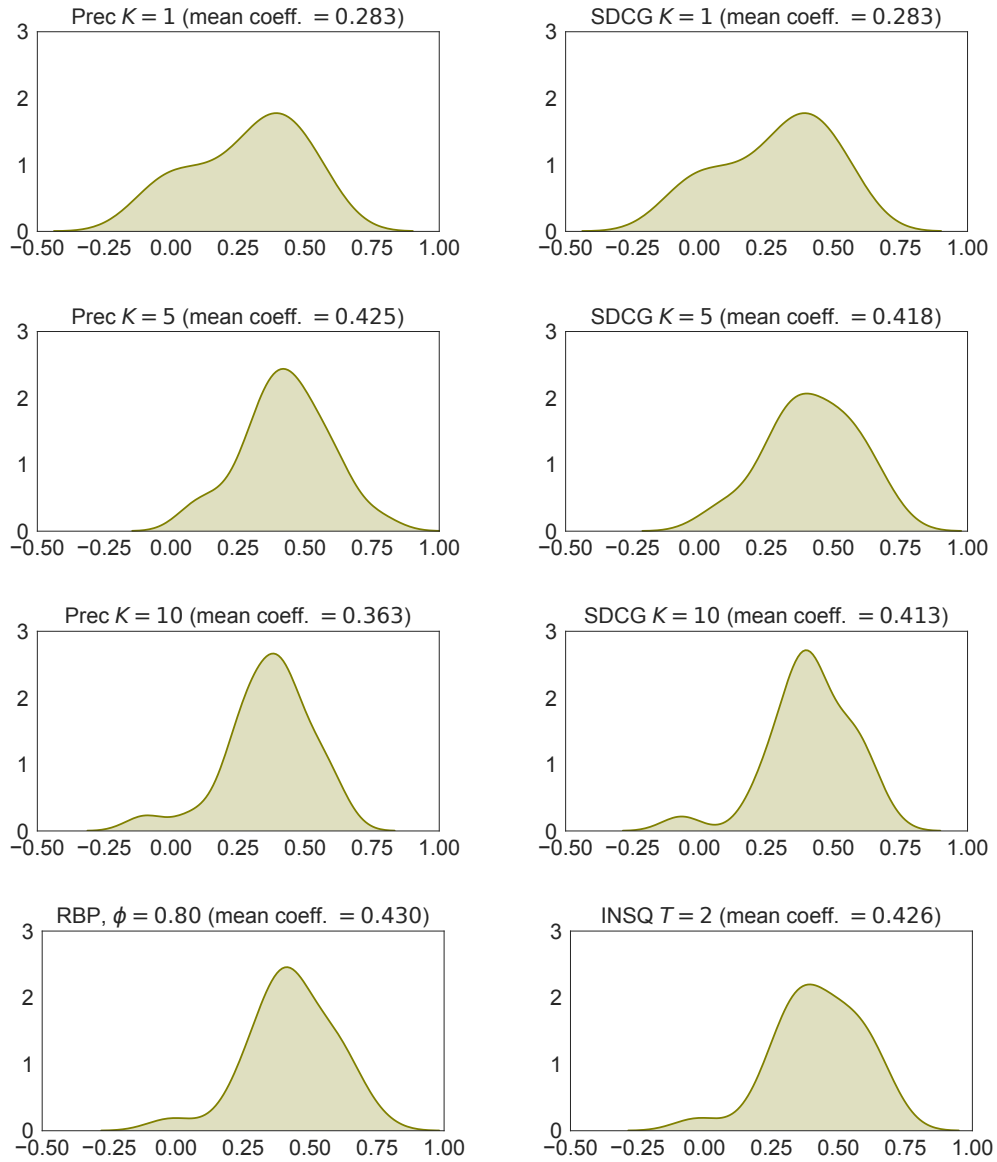 Prec K = 1 (mean coeff. = 0.283)
3
2
1
0
−0.50 −0.25 0.00 0.25 0.50 0.75 1.00
SDCG K = 1 (mean coeff. = 0.283)
3
2
1
0
−0.50 −0.25 0.00 0.25 0.50 0.75 1.00
Prec K = 5 (mean coeff. = 0.425)
3
2
1
0
−0.50 −0.25 0.00 0.25 0.50 0.75 1.00
SDCG K = 5 (mean coeff. = 0.418)
3
2
1
0
−0.50 −0.25 0.00 0.25 0.50 0.75 1.00
Prec K = 10 (mean coeff. = 0.363)
3
2
1
0
−0.50 −0.25 0.00 0.25 0.50 0.75 1.00
SDCG K = 10 (mean coeff. = 0.413)
3
2
1
0
−0.50 −0.25 0.00 0.25 0.50 0.75 1.00
RBP, ϕ = 0.80 (mean coeff. = 0.430)
3
2
1
0
−0.50 −0.25 0.00 0.25 0.50 0.75 1.00
INSQ T = 2 (mean coeff. = 0.426)
3
2
1
0
−0.50 −0.25 0.00 0.25 0.50 0.75 1.00